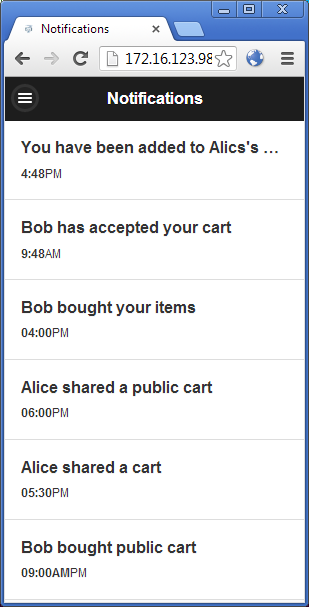 Notifications
172.16.123.98
Notifications
You have been added to Alics's ...
4:48PM
Bob has accepted your cart
9:48AM
Bob bought your items
04:00PM
Alice shared a public cart
06:00PM
Alice shared a cart
05:30PM
Bob bought public cart
09:00AMPM